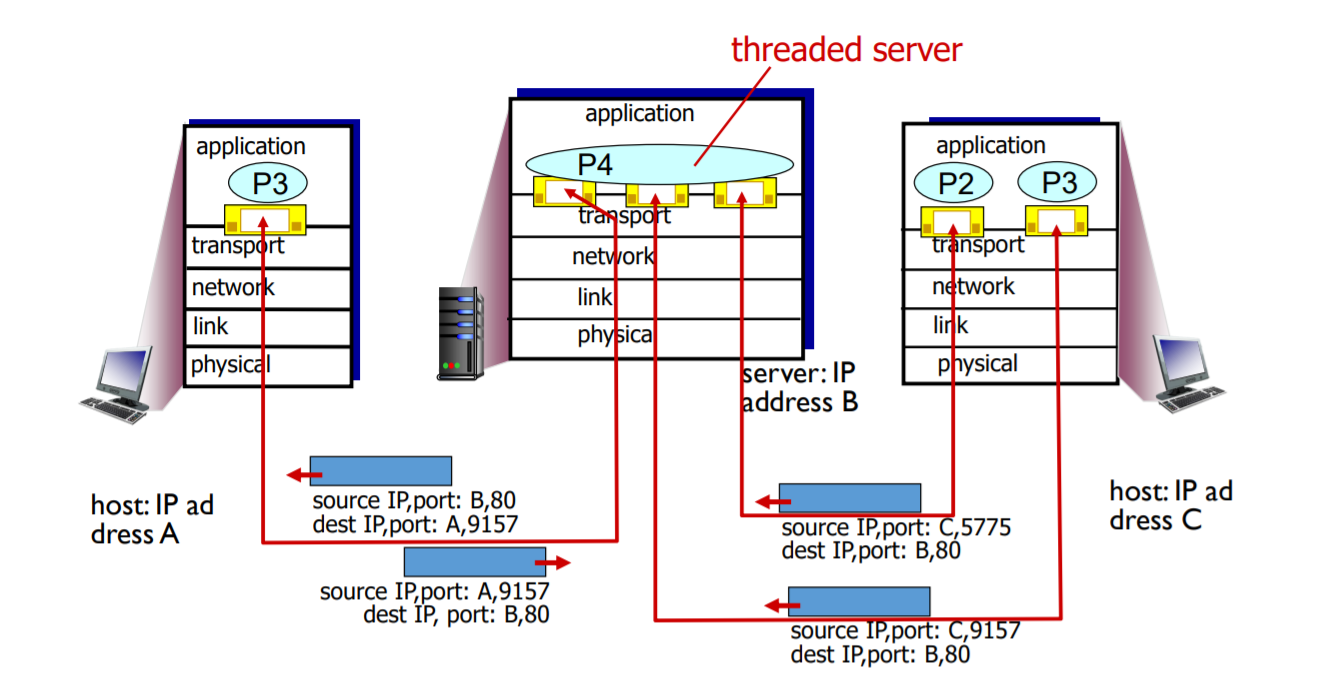 threaded server
application
P3
transport
network
link
physical
host: IP ad
dress A
application
P4
transport
network
link
physical
server: IP
address B
application
P2
P3
transport
network
link
physical
host: IP ad
dress C
source IP,port: B,80
dest IP,port: A,9157
source IP,port: A,9157
dest IP, port: B,80
source IP,port: C,5775
dest IP,port: B,80
source IP,port: C,9157
dest IP,port: B,80